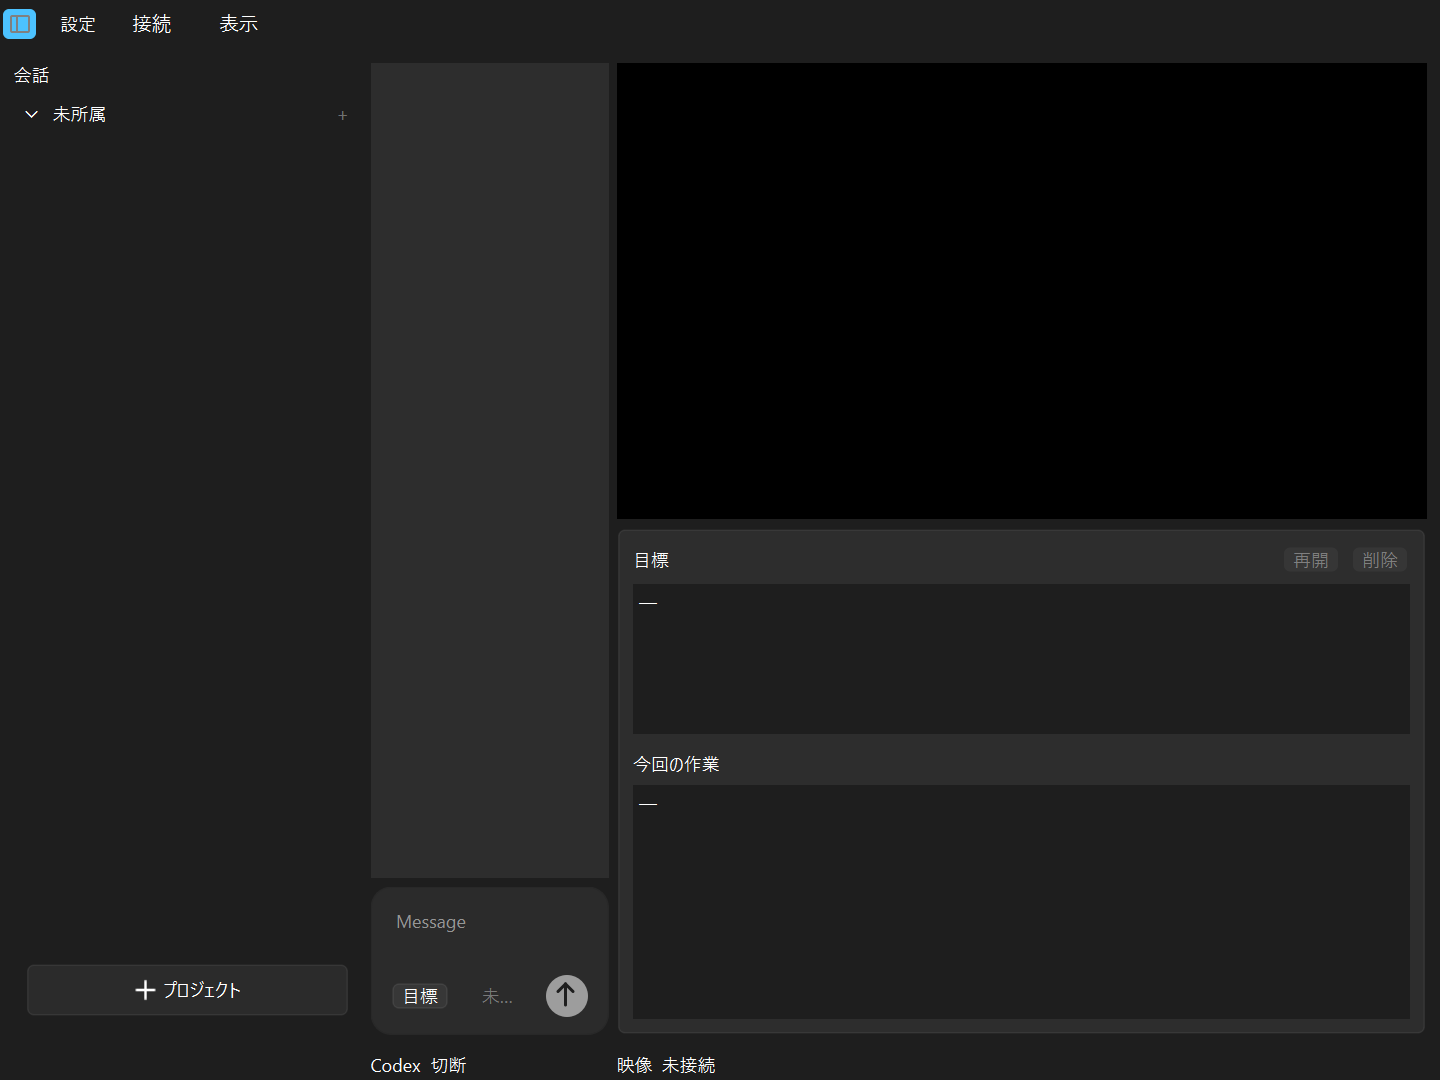 設定 接続 表示
会話
未所属 +
プロジェクト
Message
目標 未...
Codex 切断
目標 再開 削除
—
今回の作業
—
映像 未接続